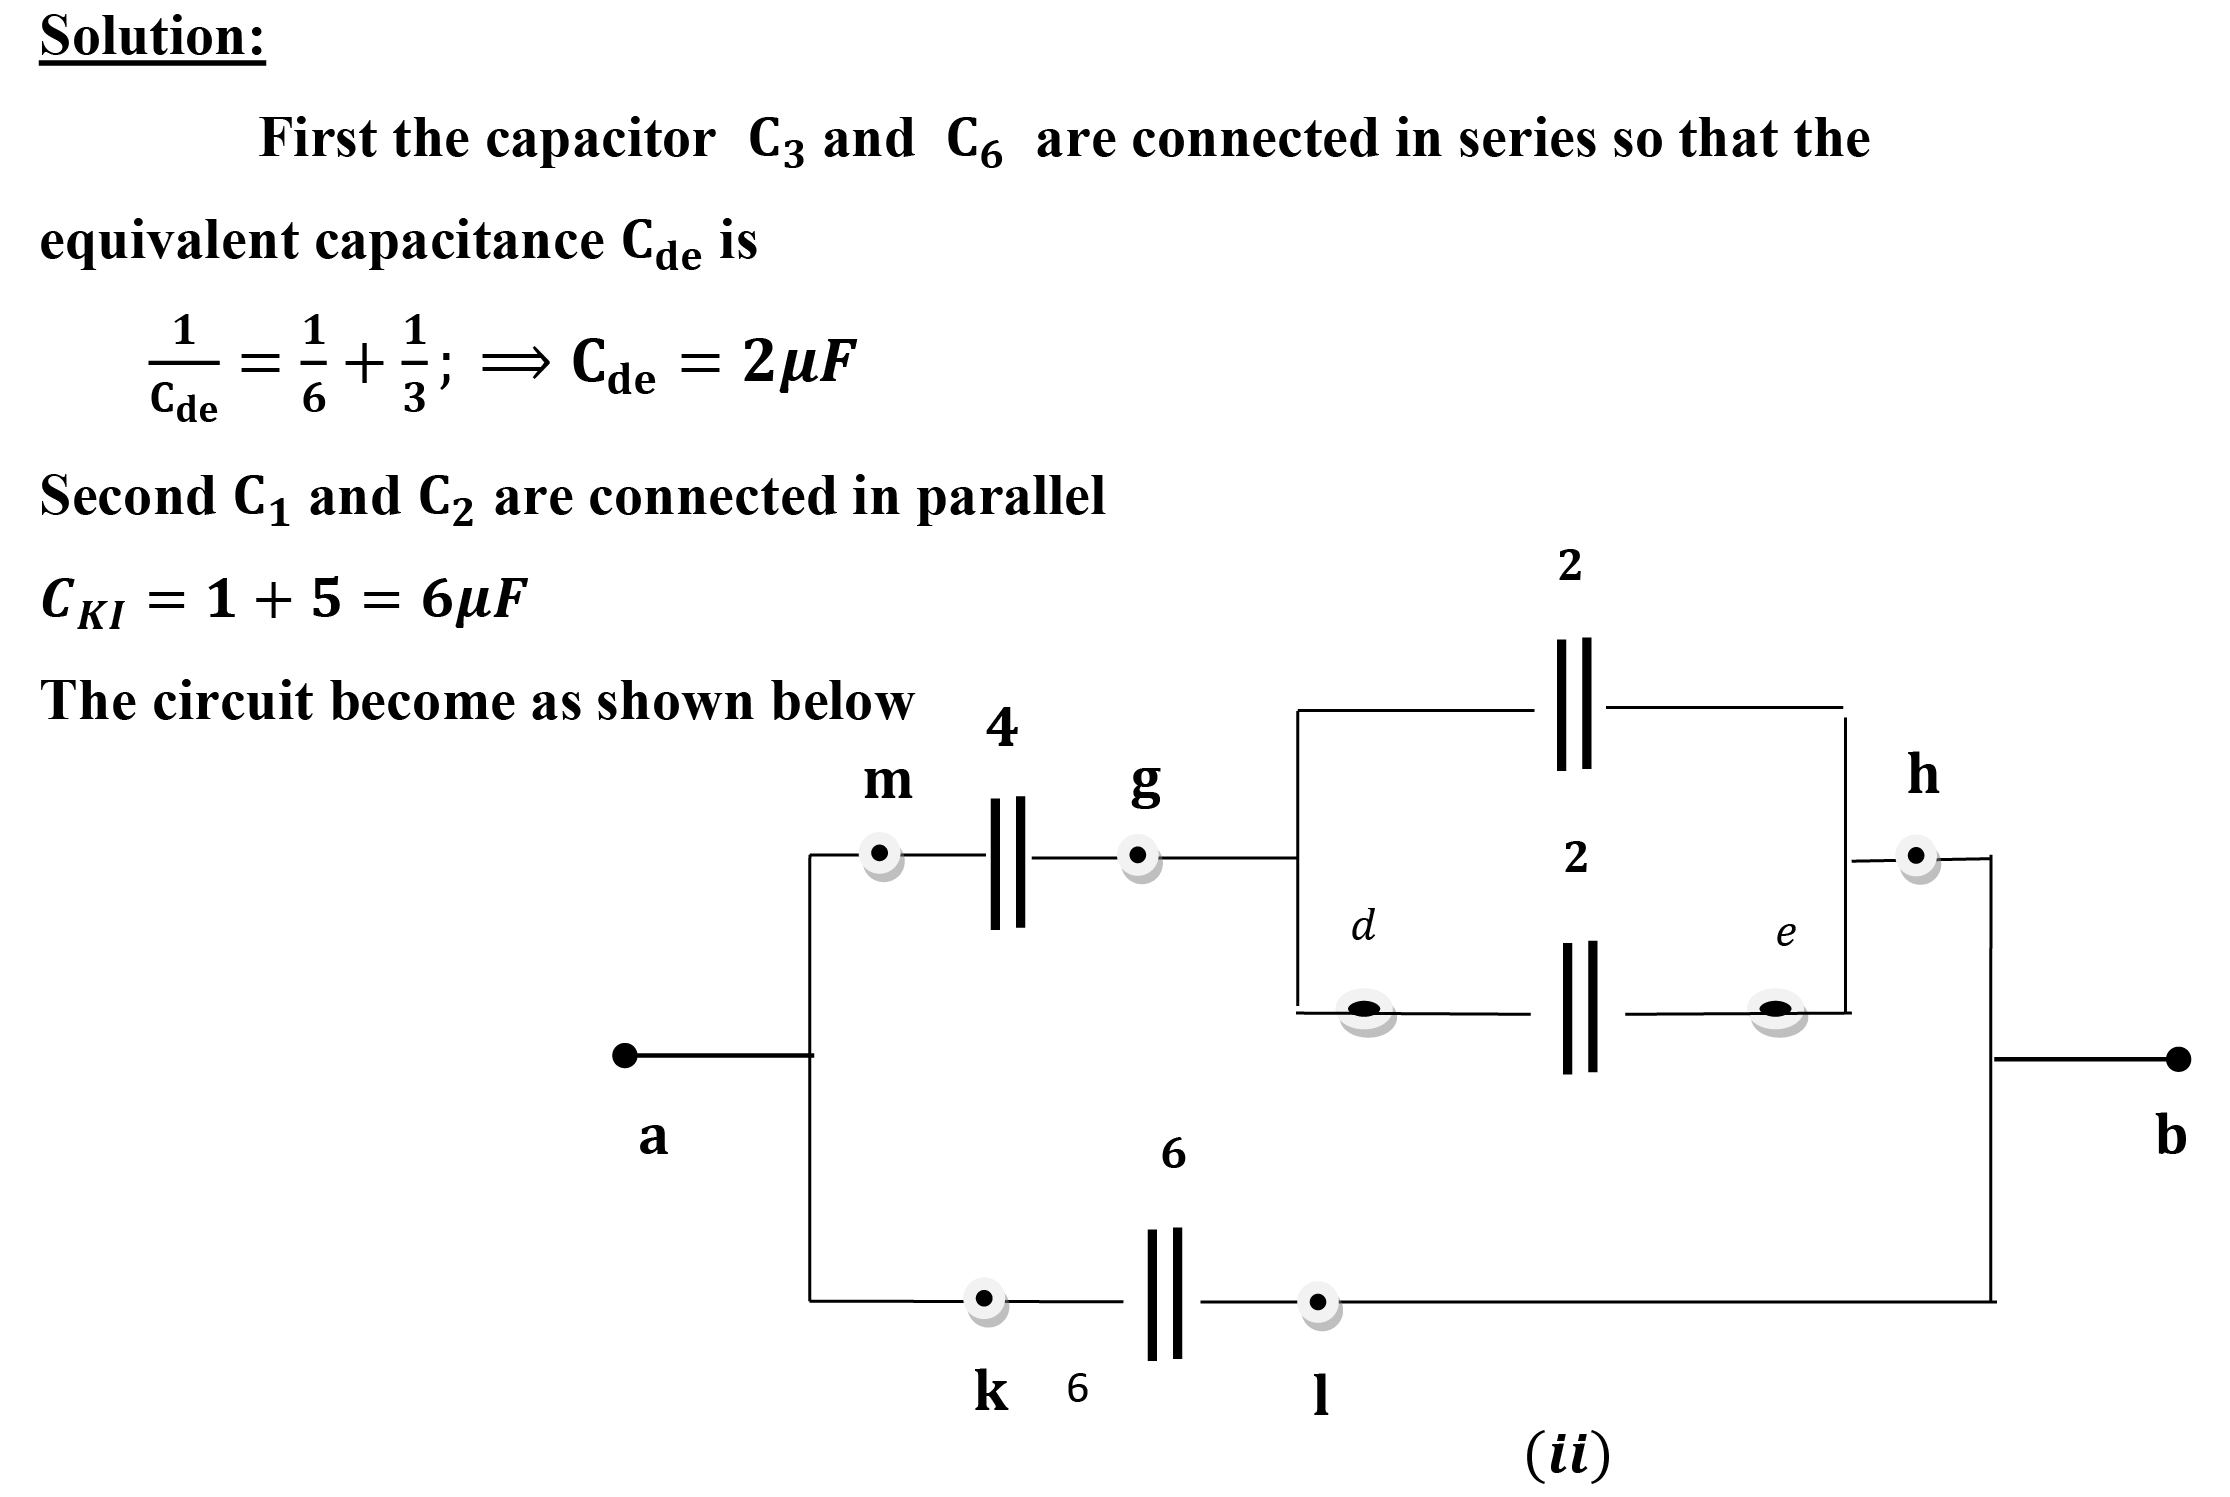 Solution:
First the capacitor C₃ and C₆ are connected in series so that the
equivalent capacitance C_de is
1/C_de = 1/6 + 1/3; ⟹ C_de = 2μF
Second C₁ and C₂ are connected in parallel
C_KI = 1 + 5 = 6μF
The circuit become as shown below
2
4
m
g
h
2
d
e
a
b
6
k
6
l
(ii)